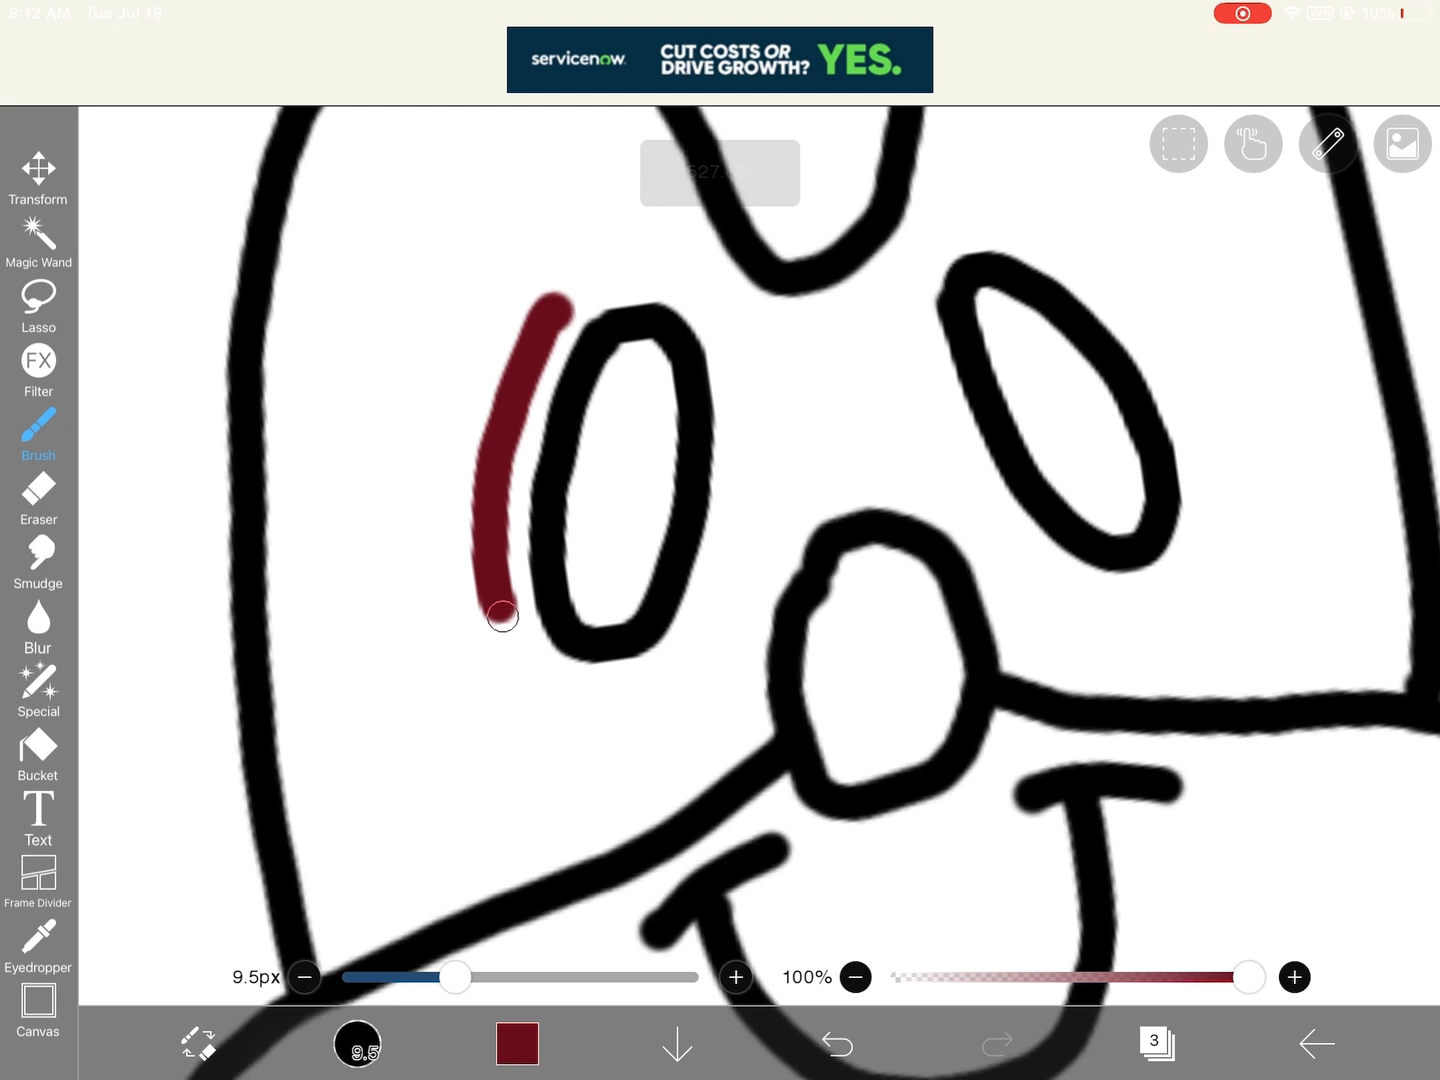 8:12 AM Tue Jul 18
VPN
10%
servicenow.
CUT COSTS OR
DRIVE GROWTH?
YES.
Transform
Magic Wand
Lasso
FX
Filter
Brush
Eraser
Smudge
Blur
Special
Bucket
T
Text
Frame Divider
Eyedropper
Canvas
9.5px
100%
9.5
3